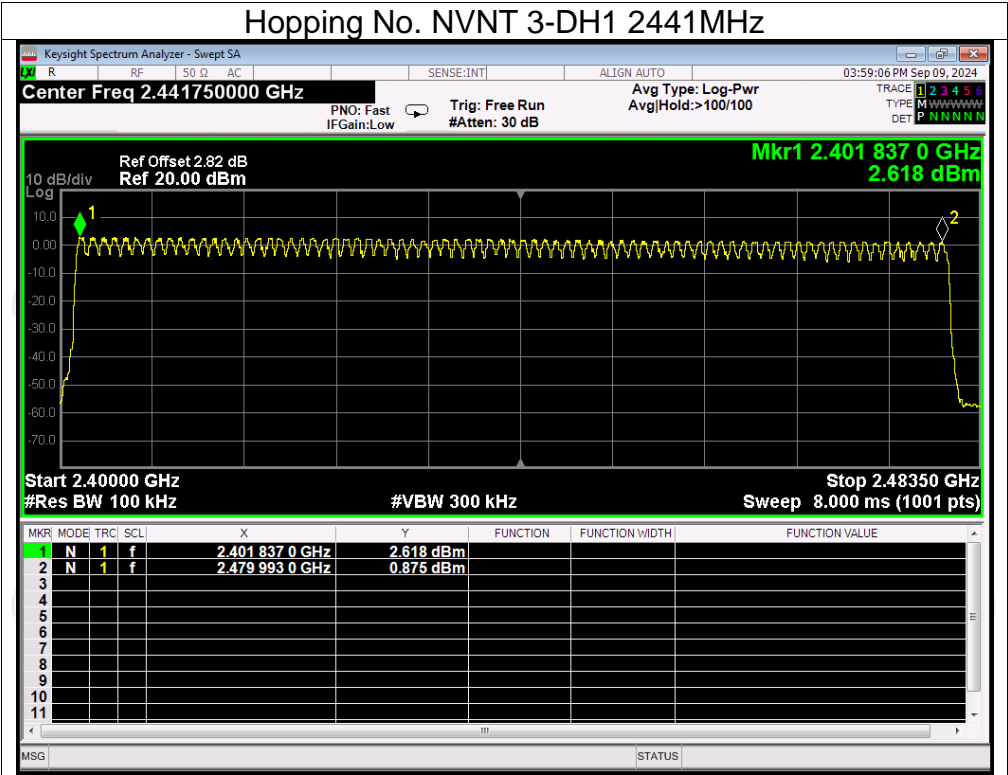 Hopping No. NVNT 3-DH1 2441MHz
Keysight Spectrum Analyzer - Swept SA
LXI R RF 50 Ω AC SENSE:INT ALIGN AUTO 03:59:06 PM Sep 09, 2024
Center Freq 2.441750000 GHz Avg Type: Log-Pwr TRACE 1 2 3 4 5 6
PNO: Fast Trig: Free Run Avg|Hold:>100/100 TYPE M WWWWW
IFGain:Low #Atten: 30 dB DET P N N N N N
Mkr1 2.401 837 0 GHz
Ref Offset 2.82 dB
10 dB/div Ref 20.00 dBm 2.618 dBm
Log
1
2
10.0
0.00
-10.0
-20.0
-30.0
-40.0
-50.0
-60.0
-70.0
Start 2.40000 GHz Stop 2.48350 GHz
#Res BW 100 kHz #VBW 300 kHz Sweep 8.000 ms (1001 pts)
MKR MODE TRC SCL X Y FUNCTION FUNCTION WIDTH FUNCTION VALUE
1 N 1 f 2.401 837 0 GHz 2.618 dBm
2 N 1 f 2.479 993 0 GHz 0.875 dBm
3
4
5
6
7
8
9
10
11
MSG STATUS